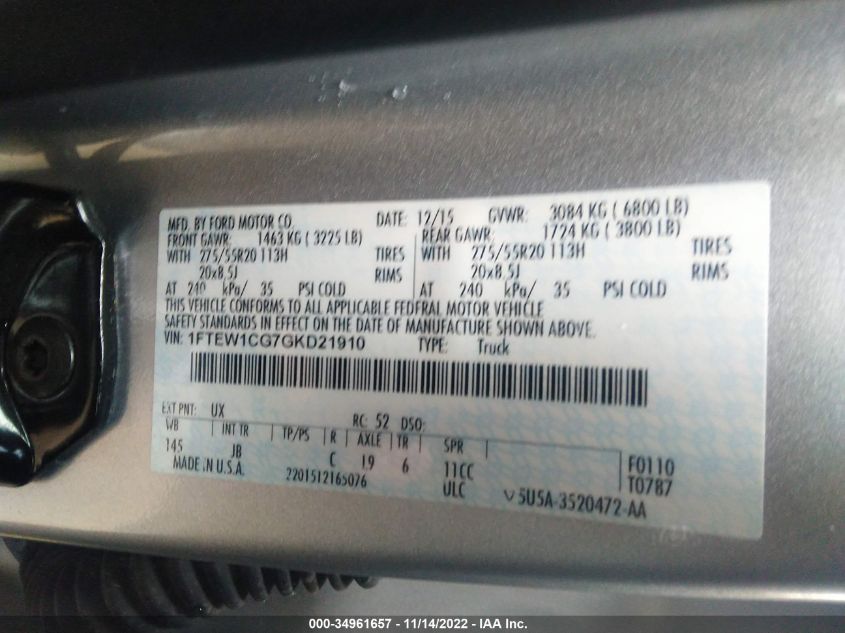 MFD. BY FORD MOTOR CO. DATE: 12/15 GVWR: 3084 KG ( 6800 LB)
FRONT GAWR: 1463 KG ( 3225 LB) REAR GAWR: 1724 KG ( 3800 LB)
WITH 275/55R20 113H TIRES WITH 275/55R20 113H TIRES
20x8.5J RIMS 20x8.5J RIMS
AT 240 kPa/ 35 PSI COLD AT 240 kPa/ 35 PSI COLD
THIS VEHICLE CONFORMS TO ALL APPLICABLE FEDERAL MOTOR VEHICLE
SAFETY STANDARDS IN EFFECT ON THE DATE OF MANUFACTURE SHOWN ABOVE.
VIN: 1FTEW1CG7GKD21910 TYPE: Truck
EXT PNT: UX RC: 52 DSO:
WB INT TR TP/PS R AXLE TR SPR
145 JB C 19 6 11CC F0110
MADE IN U.S.A. 2201512165076 ULC T0787
5U5A-3520472-AA
000-34961657 - 11/14/2022 - IAA Inc.